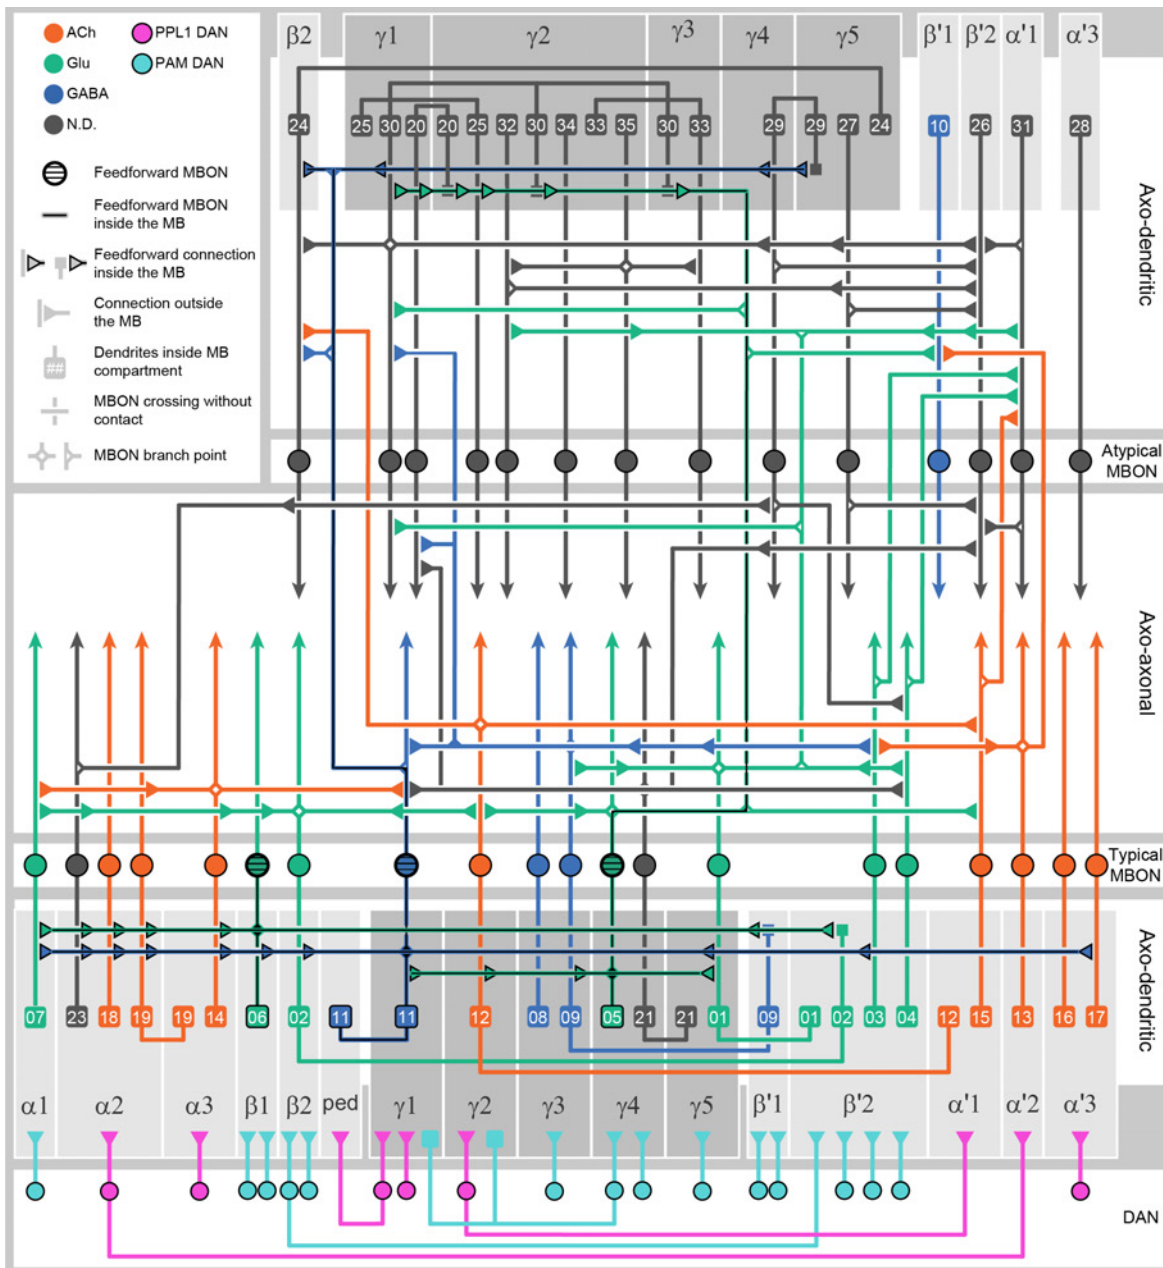 ACh PPL1 DAN
Glu PAM DAN
GABA
N.D.
Feedforward MBON
Feedforward MBON
inside the MB
Feedforward connection
inside the MB
Connection outside
the MB
##
Dendrites inside MB
compartment
MBON crossing without
contact
MBON branch point
β2 γ1 γ2 γ3 γ4 γ5 β'1 β'2 α'1 α'3
24 25 30 20 20 25 32 30 34 33 35 30 33 29 29 27 24 10 26 31 28
Axo-dendritic
Atypical
MBON
Axo-axonal
Typical
MBON
Axo-dendritic
07 23 18 19 19 14 06 02 11 11 12 08 09 05 21 21 01 09 01 02 03 04 12 15 13 16 17
α1 α2 α3 β1 β2 ped γ1 γ2 γ3 γ4 γ5 β'1 β'2 α'1 α'2 α'3
DAN